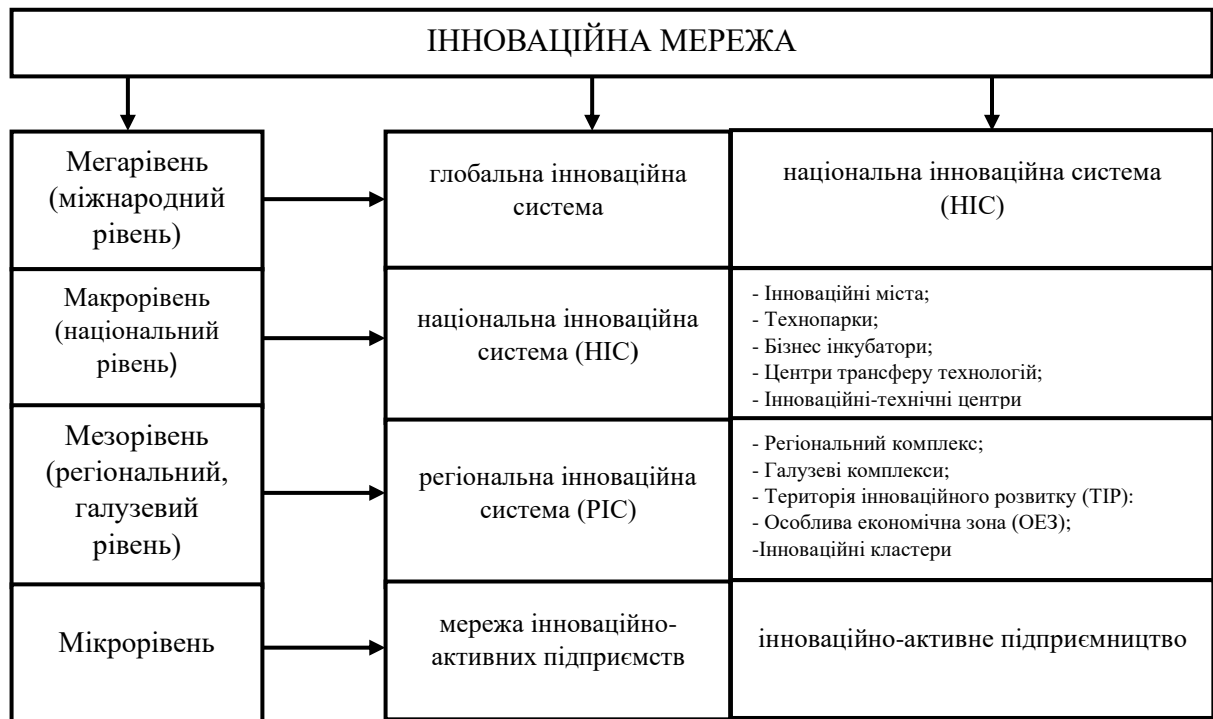 ІННОВАЦІЙНА МЕРЕЖА
Мегарівень
(міжнародний
рівень)
глобальна інноваційна
система
національна інноваційна система
(НІС)
Макрорівень
(національний
рівень)
національна інноваційна
система (НІС)
- Інноваційні міста;
- Технопарки;
- Бізнес інкубатори;
- Центри трансферу технологій;
- Інноваційні-технічні центри
Мезорівень
(регіональний,
галузевий
рівень)
регіональна інноваційна
система (РІС)
- Регіональний комплекс;
- Галузеві комплекси;
- Територія інноваційного розвитку (ТІР):
- Особлива економічна зона (ОЕЗ);
-Інноваційні кластери
Мікрорівень
мережа інноваційно-
активних підприємств
інноваційно-активне підприємництво